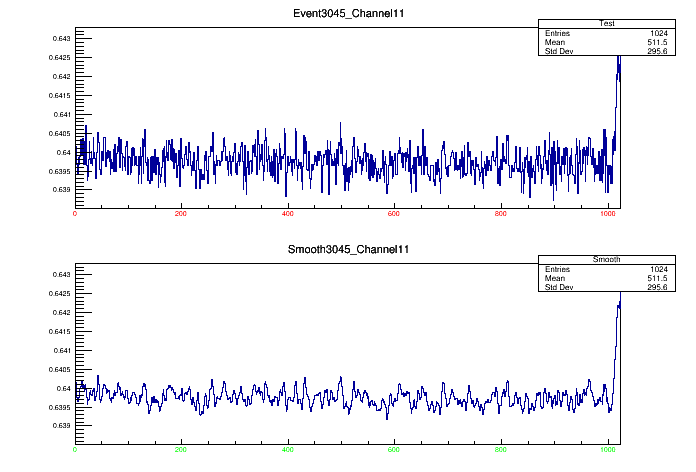 Event3045_Channel11
Test
Entries 1024
Mean 511.5
Std Dev 295.6
0.643
0.6425
0.642
0.6415
0.641
0.6405
0.64
0.6395
0.639
0 200 400 600 800 1000
Smooth3045_Channel11
Smooth
Entries 1024
Mean 511.5
Std Dev 295.6
0.643
0.6425
0.642
0.6415
0.641
0.6405
0.64
0.6395
0.639
0 200 400 600 800 1000